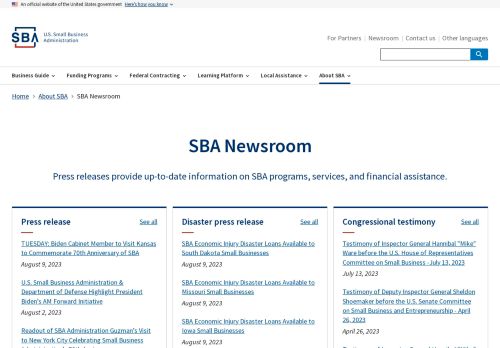 An official website of the United States government Here's how you know
SBA U.S. Small Business
Administration
For Partners Newsroom Contact us Other languages
Business Guide Funding Programs Federal Contracting Learning Platform Local Assistance About SBA
Home About SBA SBA Newsroom
SBA Newsroom
Press releases provide up-to-date information on SBA programs, services, and financial assistance.
Press release See all
TUESDAY: Biden Cabinet Member to Visit Kansas
to Commemorate 70th Anniversary of SBA
August 9, 2023
U.S. Small Business Administration &
Department of Defense Highlight President
Biden's AM Forward Initiative
August 2, 2023
Readout of SBA Administration Guzman's Visit
to New York City Celebrating Small Business
Disaster press release See all
SBA Economic Injury Disaster Loans Available to
South Dakota Small Businesses
August 9, 2023
SBA Economic Injury Disaster Loans Available to
Missouri Small Businesses
August 9, 2023
SBA Economic Injury Disaster Loans Available to
Iowa Small Businesses
August 9, 2023
Congressional testimony See all
Testimony of Inspector General Hannibal "Mike"
Ware before the U.S. House of Representatives
Committee on Small Business - July 13, 2023
July 13, 2023
Testimony of Deputy Inspector General Sheldon
Shoemaker before the U.S. Senate Committee
on Small Business and Entrepreneurship - April
26, 2023
April 26, 2023